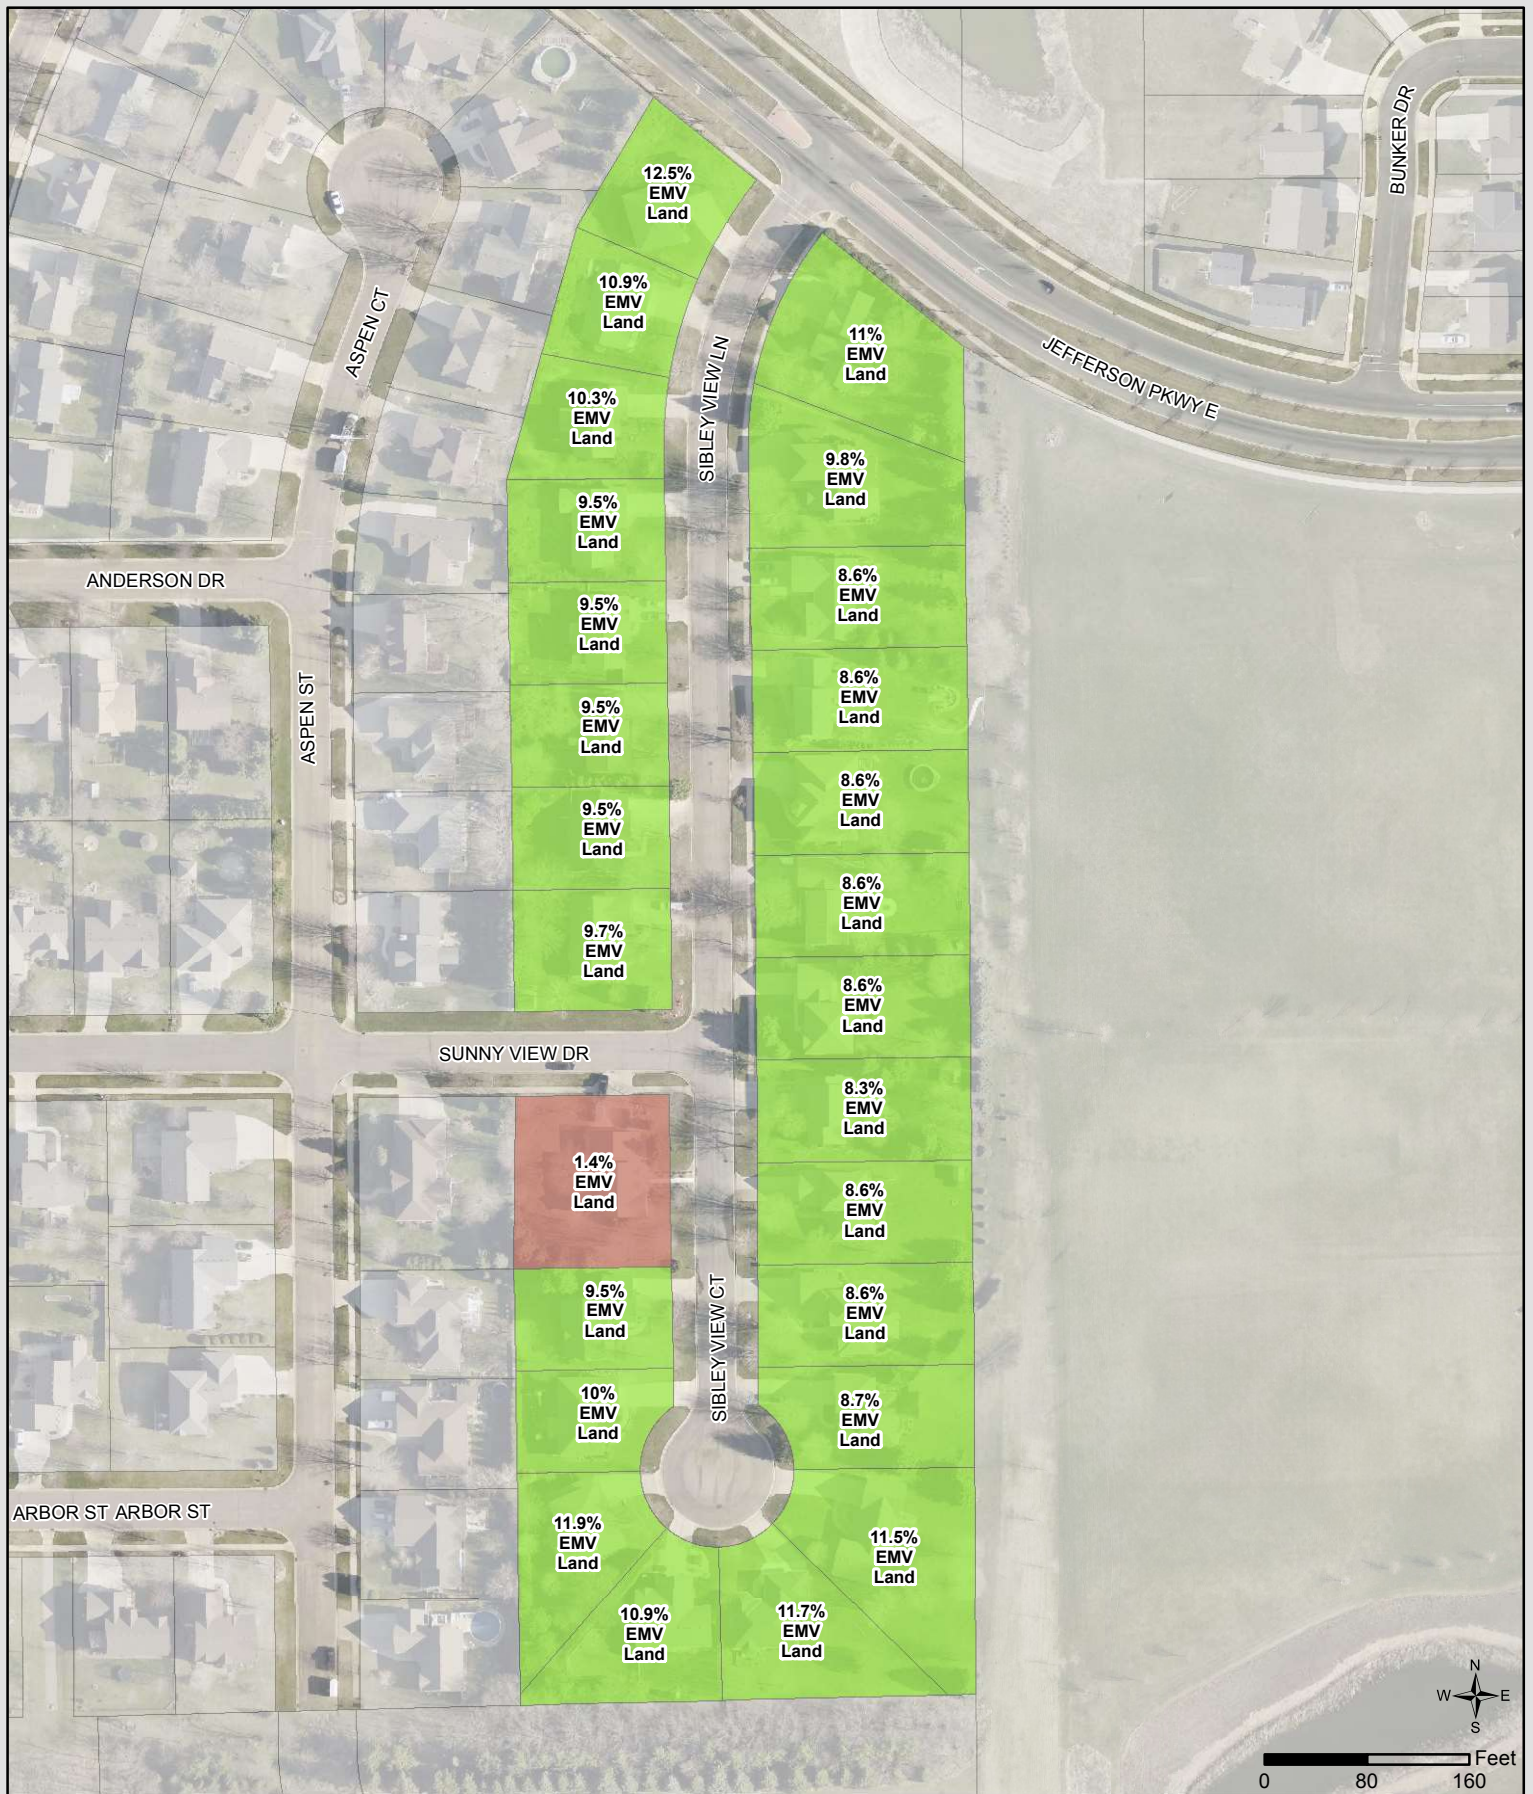 BUNKER DR
12.5%
EMV
Land
10.9%
EMV
Land
ASPEN CT
SIBLEY VIEW LN
11%
EMV
Land
JEFFERSON PKWY E
10.3%
EMV
Land
9.8%
EMV
Land
9.5%
EMV
Land
ANDERSON DR
8.6%
EMV
Land
9.5%
EMV
Land
ASPEN ST
8.6%
EMV
Land
9.5%
EMV
Land
8.6%
EMV
Land
9.5%
EMV
Land
8.6%
EMV
Land
9.7%
EMV
Land
8.6%
EMV
Land
SUNNY VIEW DR
8.3%
EMV
Land
1.4%
EMV
Land
8.6%
EMV
Land
9.5%
EMV
Land
8.6%
EMV
Land
SIBLEY VIEW CT
10%
EMV
Land
8.7%
EMV
Land
ARBOR ST ARBOR ST
11.9%
EMV
Land
11.5%
EMV
Land
10.9%
EMV
Land
11.7%
EMV
Land
N
W E
S
Feet
0 80 160